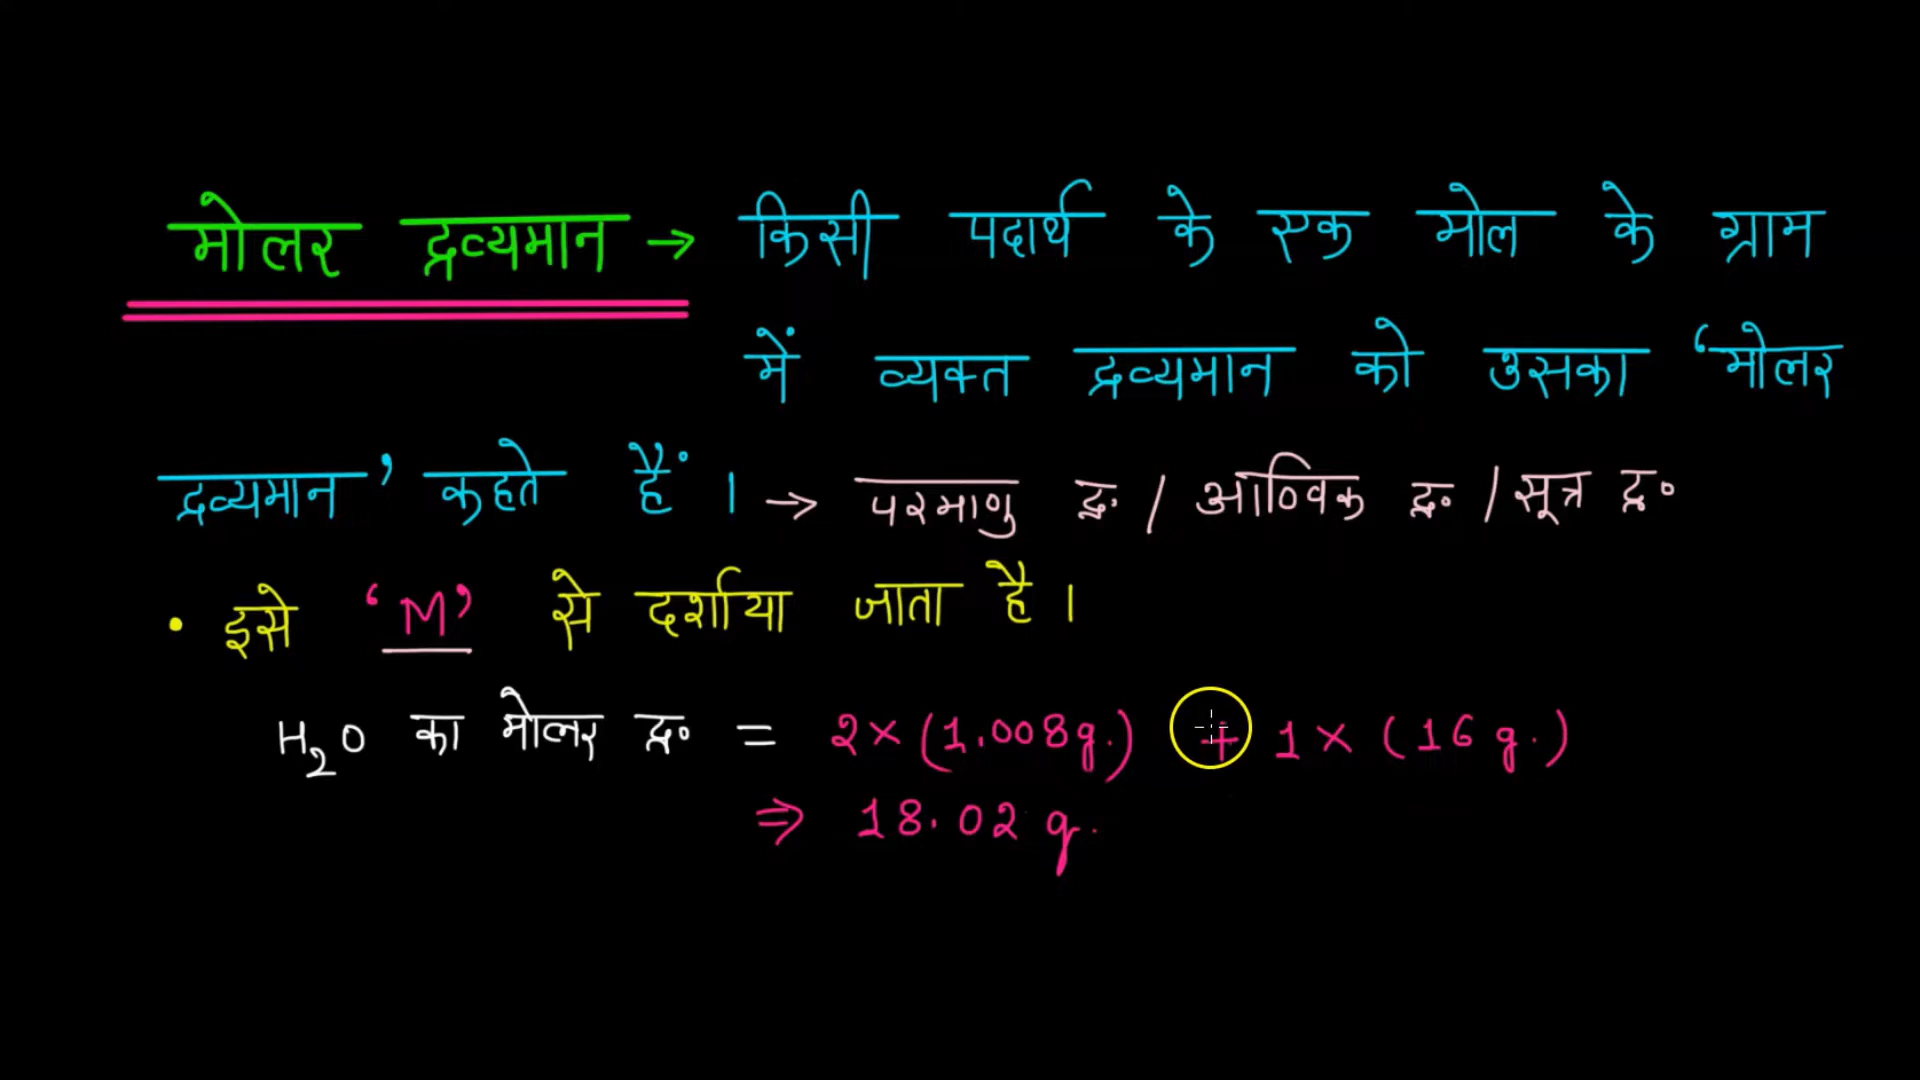 मोलर द्रव्यमान → किसी पदार्थ के एक मोल के ग्राम
में व्यक्त द्रव्यमान को उसका ‘मोलर
द्रव्यमान’ कहते हैं । → परमाणु द्र. / आण्विक द्र॰ / सूत्र द्र॰
• इसे ‘M’ से दर्शाया जाता है ।
H₂O का मोलर द्र॰ = 2 × (1.008g.) + 1 × (16 g.)
⇒ 18.02 g.